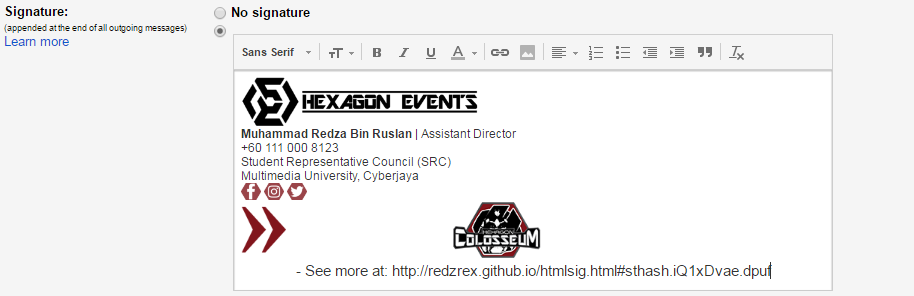 Signature:
(appended at the end of all outgoing messages)
Learn more
No signature
Sans Serif
B I U A
HEXAGON EVENTS
Muhammad Redza Bin Ruslan | Assistant Director
+60 111 000 8123
Student Representative Council (SRC)
Multimedia University, Cyberjaya
HEXAGON
COLOSSEUM
- See more at: http://redzrex.github.io/htmlsig.html#sthash.iQ1xDvae.dpuf